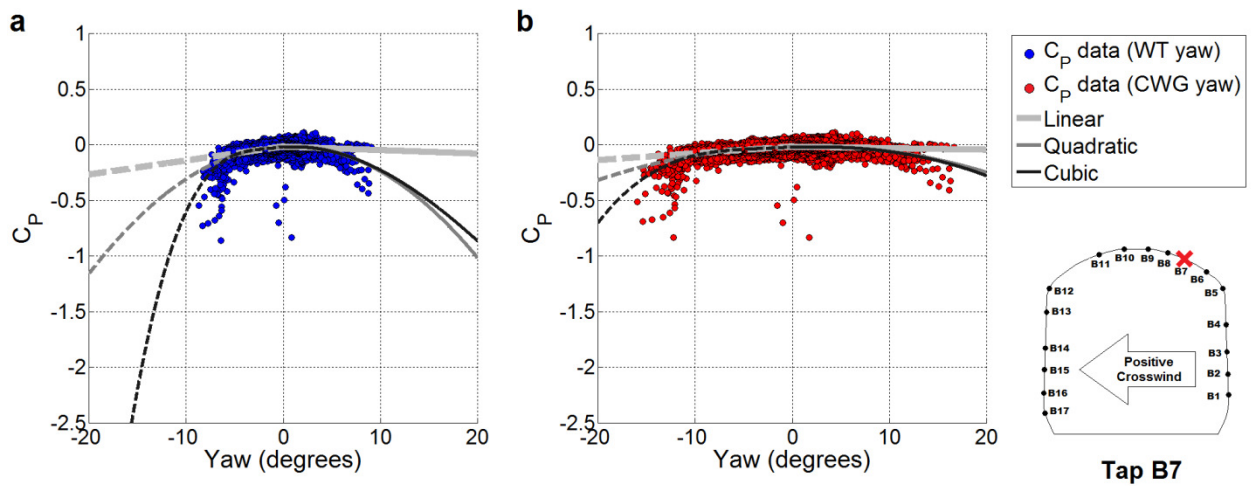 a
1
0.5
0
-0.5
-1
-1.5
-2
-2.5
C_P
-20
-10
0
10
20
Yaw (degrees)
b
1
0.5
0
-0.5
-1
-1.5
-2
-2.5
C_P
-20
-10
0
10
20
Yaw (degrees)
C_P data (WT yaw)
C_P data (CWG yaw)
Linear
Quadratic
Cubic
B11
B10
B9
B8
B7
B6
B5
B12
B13
B4
B14
B3
B15
B2
B16
B1
B17
Positive
Crosswind
Tap B7